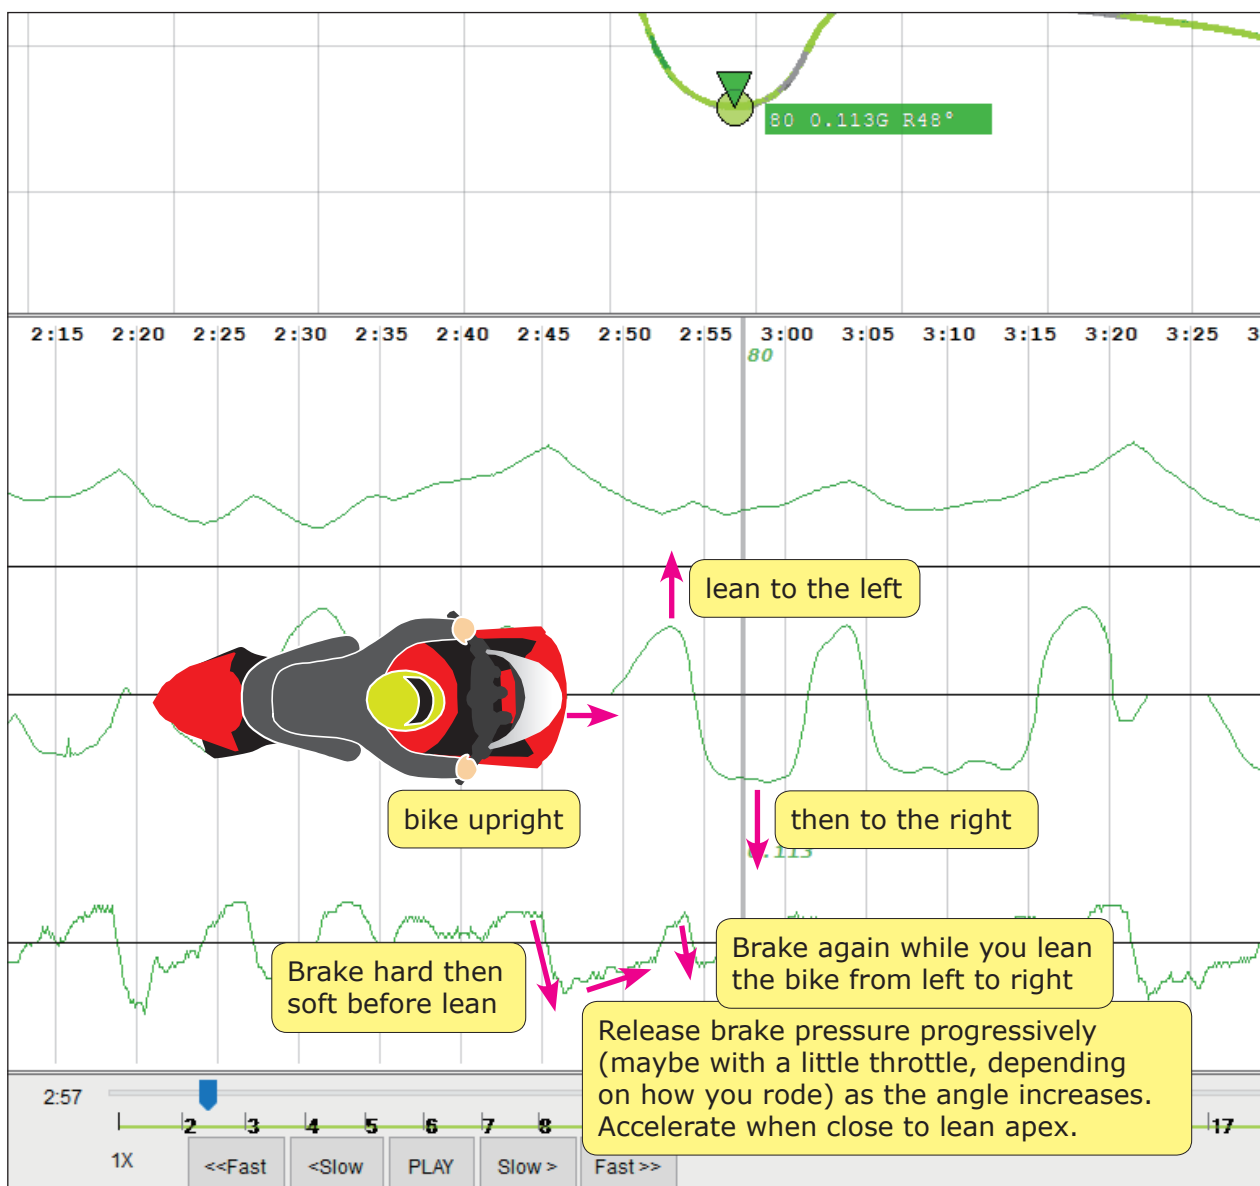 80 0.113G R48°
2:15 2:20 2:25 2:30 2:35 2:40 2:45 2:50 2:55 3:00 3:05 3:10 3:15 3:20 3:25 3
80
lean to the left
bike upright
then to the right
0.113
Brake hard then
soft before lean
Brake again while you lean
the bike from left to right
Release brake pressure progressively
(maybe with a little throttle, depending
on how you rode) as the angle increases.
Accelerate when close to lean apex.
2:57
2 3 4 5 6 7 8 17
1X
<<Fast <Slow PLAY Slow > Fast >>